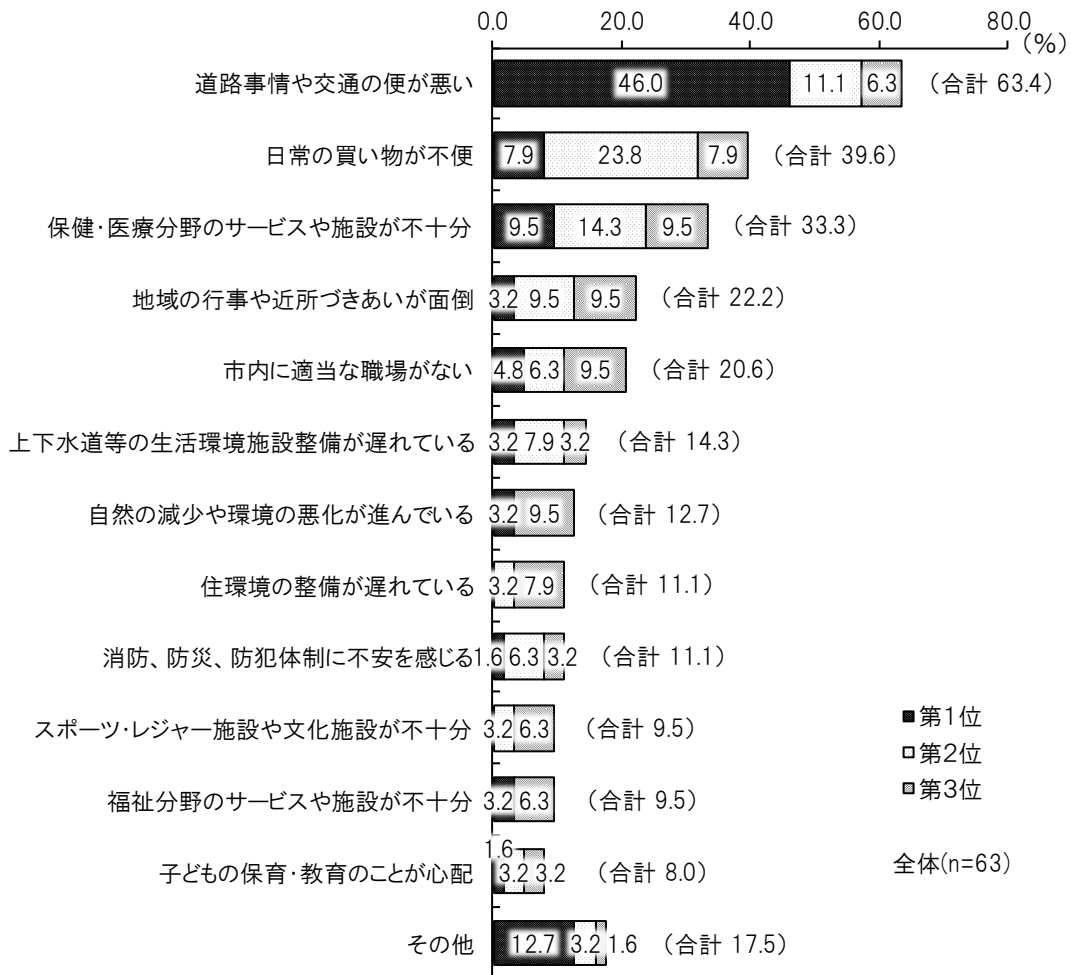 0.0 20.0 40.0 60.0 80.0
(%)
道路事情や交通の便が悪い 46.0 11.1 6.3 (合計 63.4)
日常の買い物が不便 7.9 23.8 7.9 (合計 39.6)
保健・医療分野のサービスや施設が不十分 9.5 14.3 9.5 (合計 33.3)
地域の行事や近所づきあいが面倒 3.2 9.5 9.5 (合計 22.2)
市内に適当な職場がない 4.8 6.3 9.5 (合計 20.6)
上下水道等の生活環境施設整備が遅れている 3.2 7.9 3.2 (合計 14.3)
自然の減少や環境の悪化が進んでいる 3.2 9.5 (合計 12.7)
住環境の整備が遅れている 3.2 7.9 (合計 11.1)
消防、防災、防犯体制に不安を感じる 1.6 6.3 3.2 (合計 11.1)
スポーツ・レジャー施設や文化施設が不十分 3.2 6.3 (合計 9.5)
福祉分野のサービスや施設が不十分 3.2 6.3 (合計 9.5)
子どもの保育・教育のことが心配 1.6 3.2 3.2 (合計 8.0)
その他 12.7 3.2 1.6 (合計 17.5)
第1位
第2位
第3位
全体(n=63)